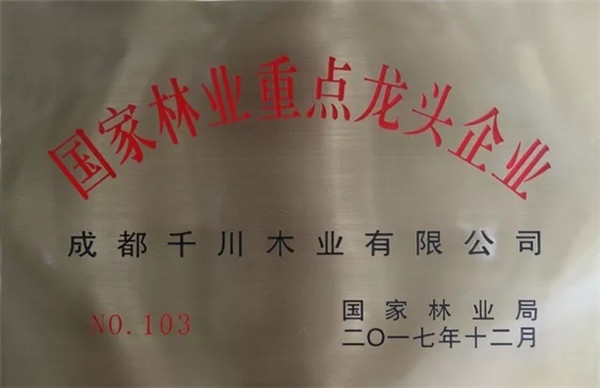 国家林业重点龙头企业
成都千川木业有限公司
NO.103
国家林业局
二〇一七年十二月